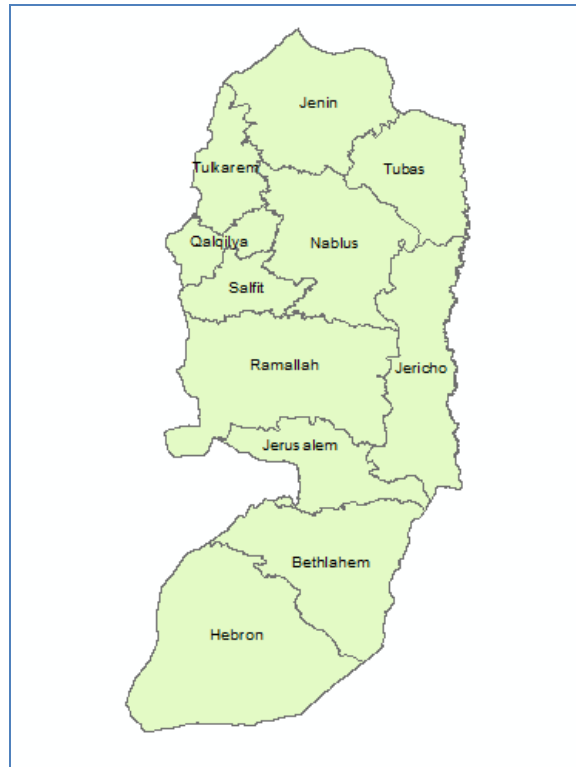 Jenin
Tulkarem
Tubas
Qalqilya
Nablus
Salfit
Ramallah
Jericho
Jerus alem
Bethlahem
Hebron